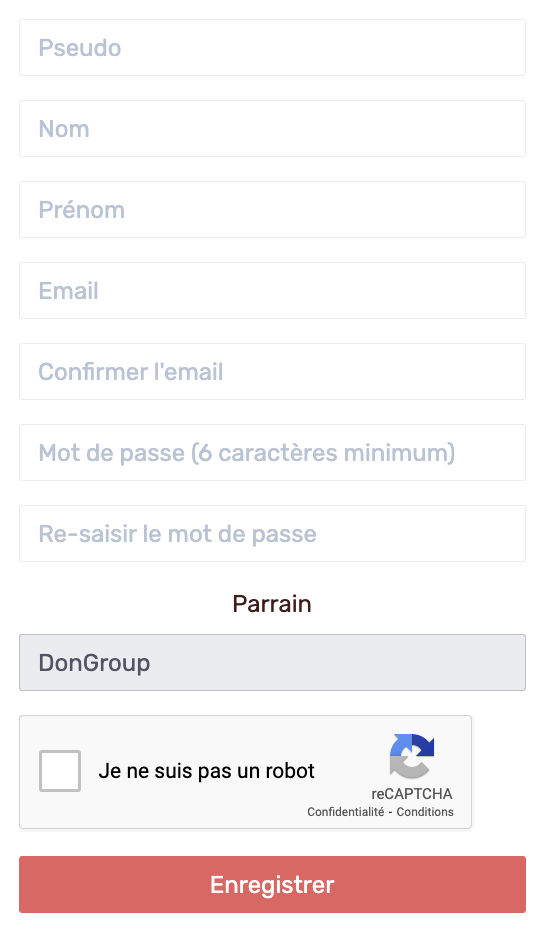 Pseudo
Nom
Prénom
Email
Confirmer l'email
Mot de passe (6 caractères minimum)
Re-saisir le mot de passe
Parrain
DonGroup
Je ne suis pas un robot
reCAPTCHA
Confidentialité - Conditions
Enregistrer